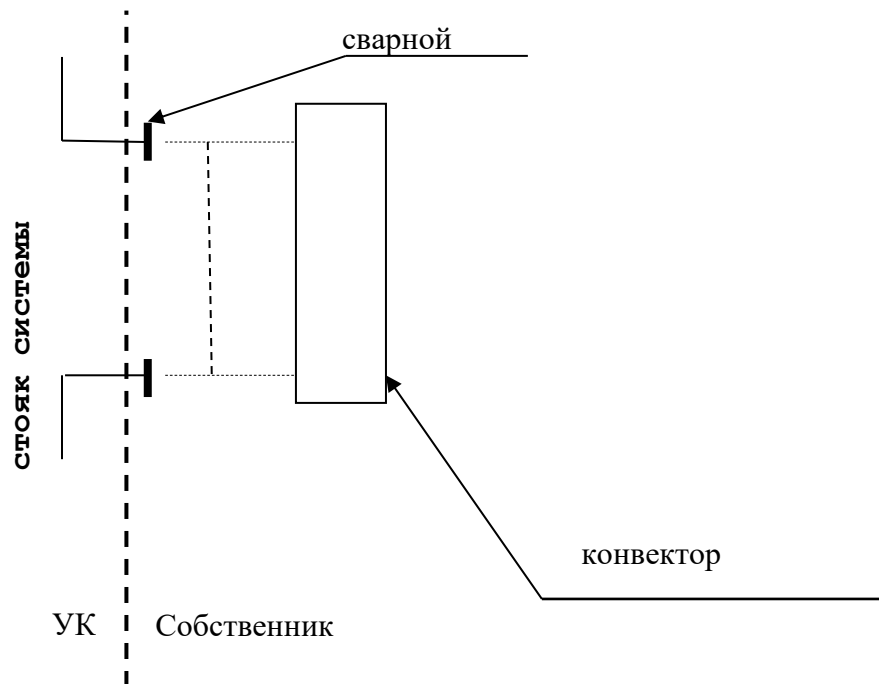 сварной
стояк системы
конвектор
УК
Собственник